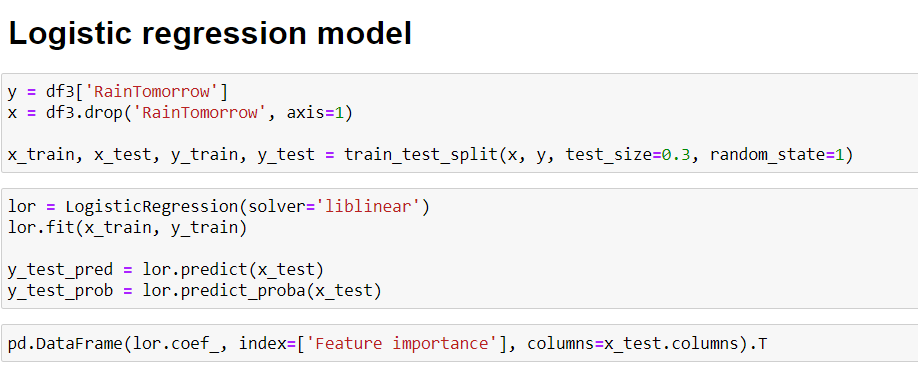 Logistic regression model
y = df3['RainTomorrow']
x = df3.drop('RainTomorrow', axis=1)
x_train, x_test, y_train, y_test = train_test_split(x, y, test_size=0.3, random_state=1)
lor = LogisticRegression(solver='liblinear')
lor.fit(x_train, y_train)
y_test_pred = lor.predict(x_test)
y_test_prob = lor.predict_proba(x_test)
pd.DataFrame(lor.coef_, index=['Feature importance'], columns=x_test.columns).T